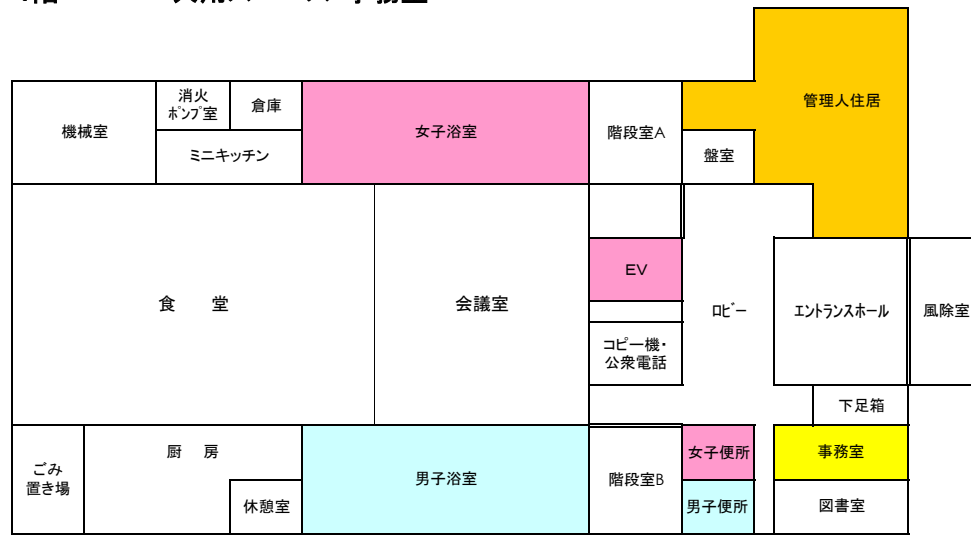 消火
ﾎﾟﾝﾌﾟ室
倉庫
管理人住居
機械室
女子浴室
階段室A
ミニキッチン
盤室
EV
食　堂
会議室
ﾛﾋﾞｰ
ｴﾝﾄﾗﾝｽﾎｰﾙ
風除室
コピー機・
公衆電話
下足箱
厨　房
女子便所
事務室
ごみ
置き場
男子浴室
階段室B
休憩室
男子便所
図書室